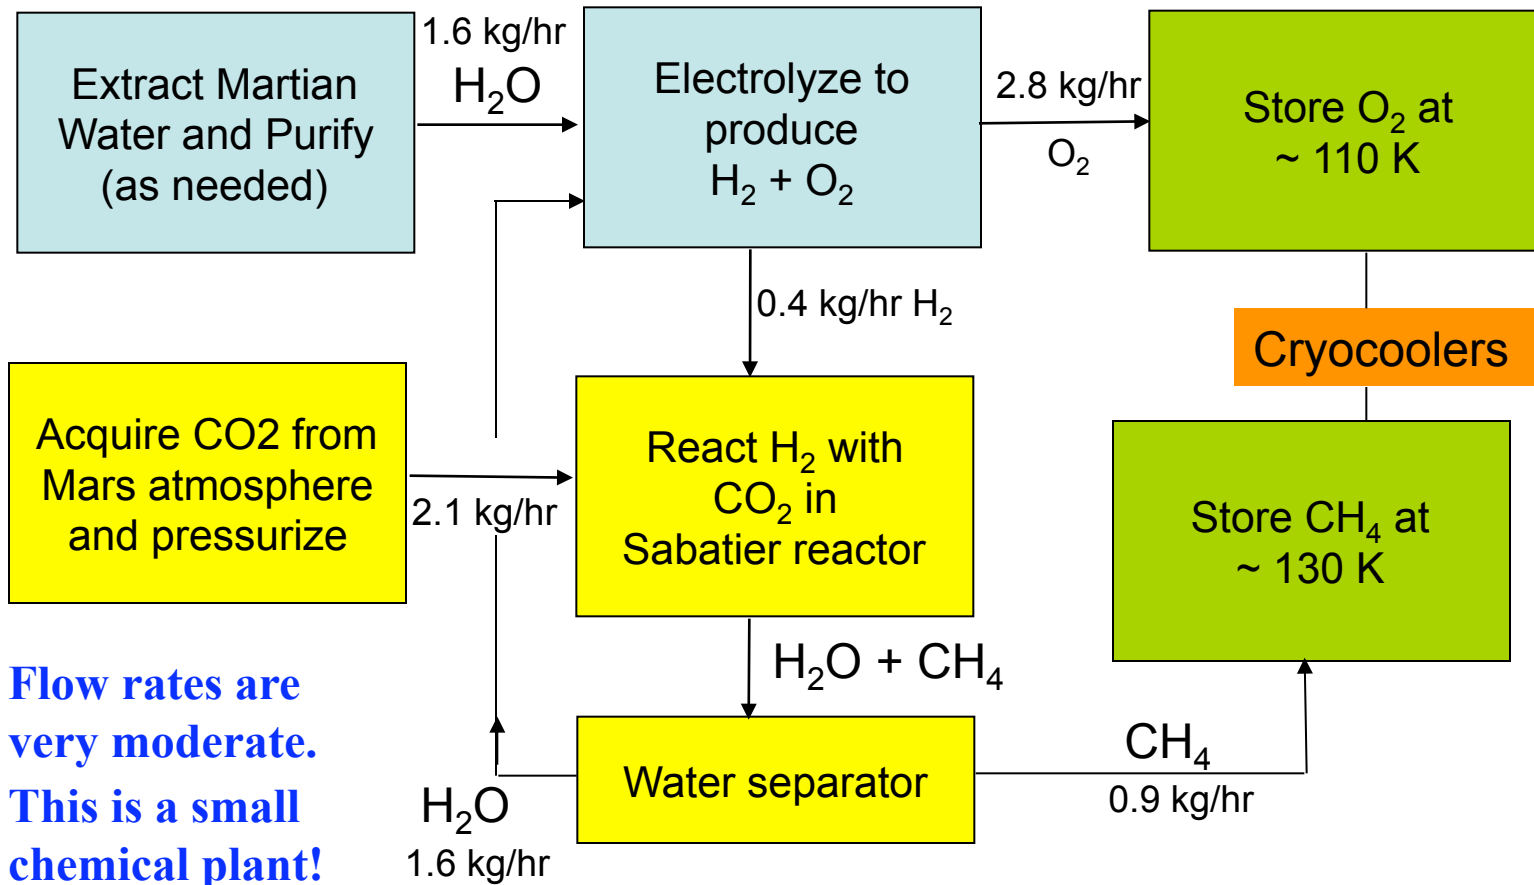 Extract Martian
Water and Purify
(as needed)
1.6 kg/hr
H₂O
Electrolyze to
produce
H₂ + O₂
2.8 kg/hr
O₂
Store O₂ at
~ 110 K
0.4 kg/hr H₂
Cryocoolers
Acquire CO2 from
Mars atmosphere
and pressurize
2.1 kg/hr
React H₂ with
CO₂ in
Sabatier reactor
Store CH₄ at
~ 130 K
H₂O + CH₄
Flow rates are
very moderate.
This is a small
chemical plant!
H₂O
1.6 kg/hr
Water separator
CH₄
0.9 kg/hr